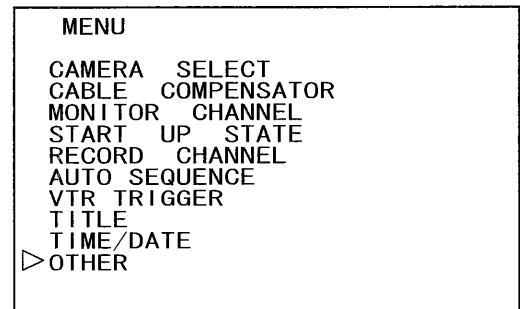 MENU
CAMERA SELECT
CABLE COMPENSATOR
MONITOR CHANNEL
START UP STATE
RECORD CHANNEL
AUTO SEQUENCE
VTR TRIGGER
TITLE
TIME/DATE
▷OTHER